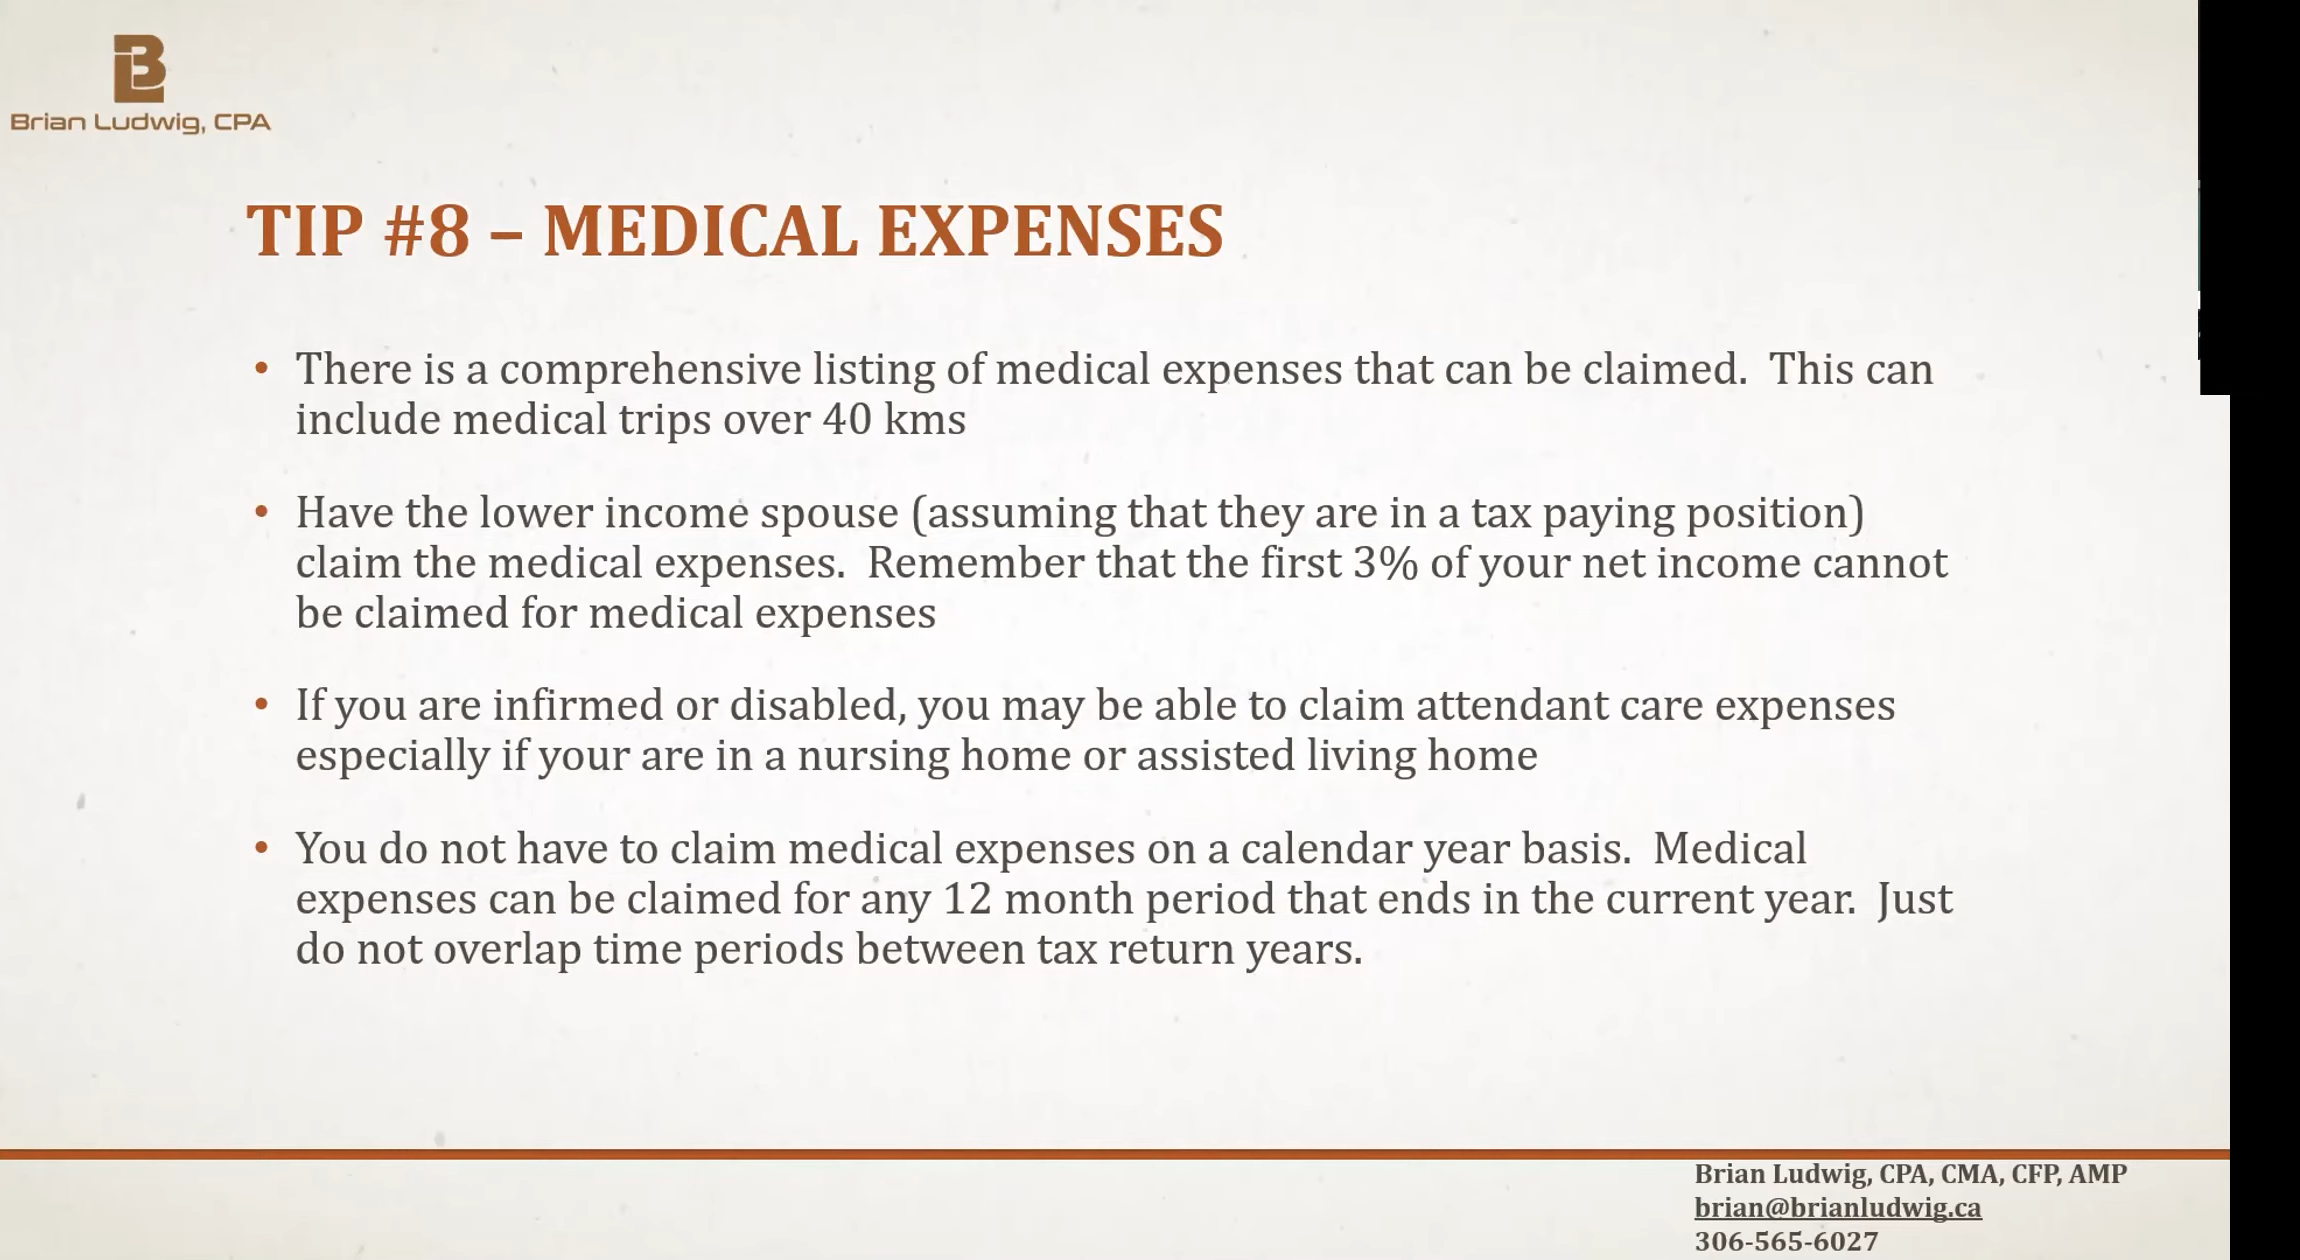 Brian Ludwig, CPA
TIP #8 – MEDICAL EXPENSES
• There is a comprehensive listing of medical expenses that can be claimed.  This can
include medical trips over 40 kms
• Have the lower income spouse (assuming that they are in a tax paying position)
claim the medical expenses.  Remember that the first 3% of your net income cannot
be claimed for medical expenses
• If you are infirmed or disabled, you may be able to claim attendant care expenses
especially if your are in a nursing home or assisted living home
• You do not have to claim medical expenses on a calendar year basis.  Medical
expenses can be claimed for any 12 month period that ends in the current year.  Just
do not overlap time periods between tax return years.
Brian Ludwig, CPA, CMA, CFP, AMP
brian@brianludwig.ca
306-565-6027